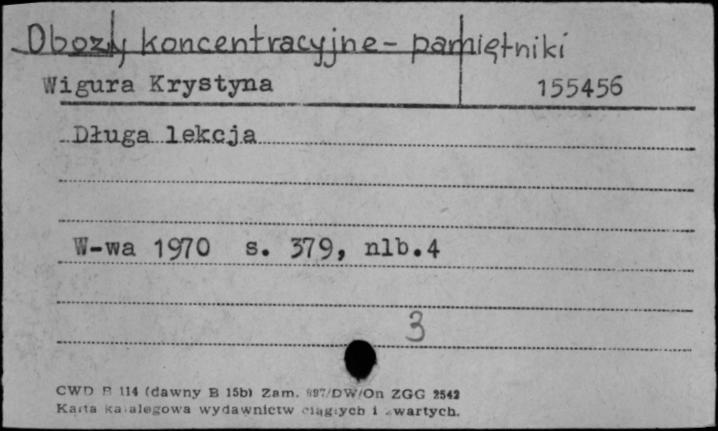 Obozy koncentracyjne - pamiętniki
Wigura Krystyna 155456
Długa lekcja
W-wa 1970 s. 379, nlb.4
3
CWD B 114 (dawny B 15b) Zam. 897/DW/On ZGG 2542
Karta katalogowa wydawnictw ciągłych i zwartych.